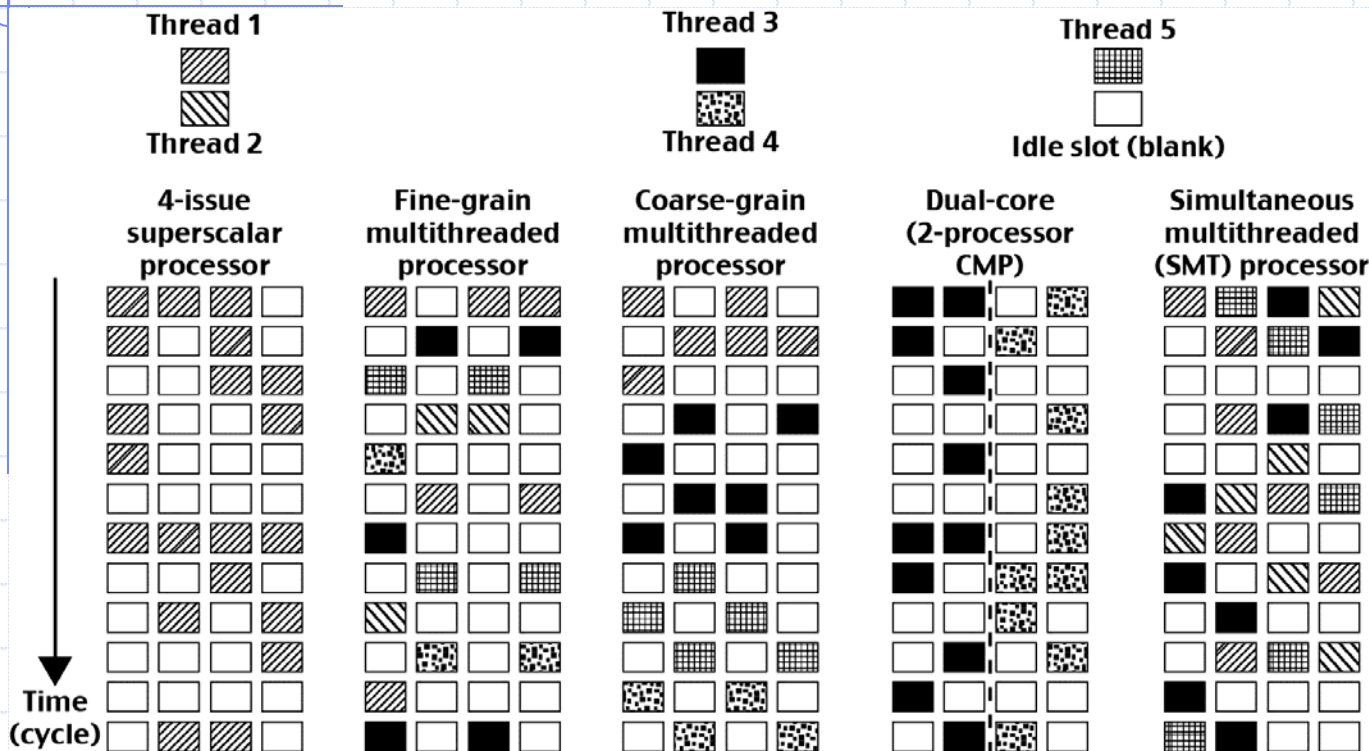 Thread 1
Thread 2
Thread 3
Thread 4
Thread 5
Idle slot (blank)
4-issue
superscalar
processor
Fine-grain
multithreaded
processor
Coarse-grain
multithreaded
processor
Dual-core
(2-processor
CMP)
Simultaneous
multithreaded
(SMT) processor
Time
(cycle)